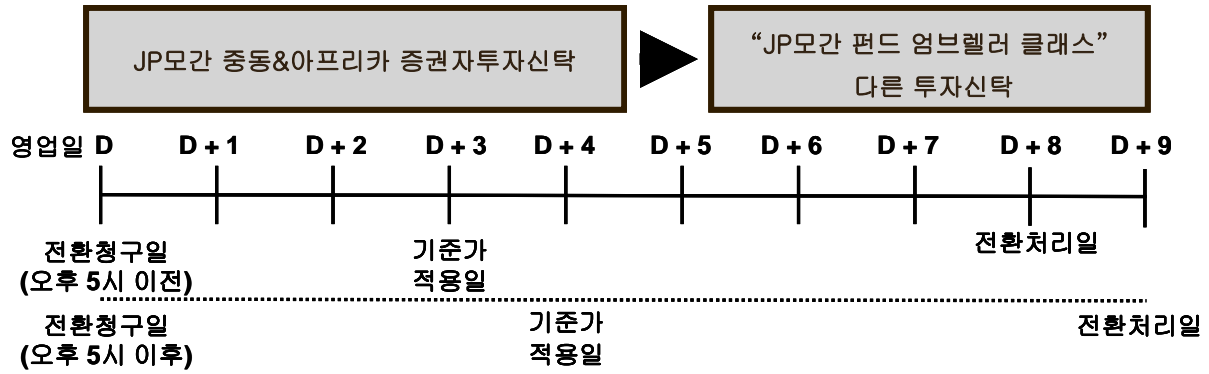 JP모간 중동&아프리카 증권자투자신탁
“JP모간 펀드 엄브렐러 클래스”
다른 투자신탁
영업일 D D + 1 D + 2 D + 3 D + 4 D + 5 D + 6 D + 7 D + 8 D + 9
전환청구일 기준가 전환처리일
(오후 5시 이전) 적용일
전환청구일 기준가 전환처리일
(오후 5시 이후) 적용일